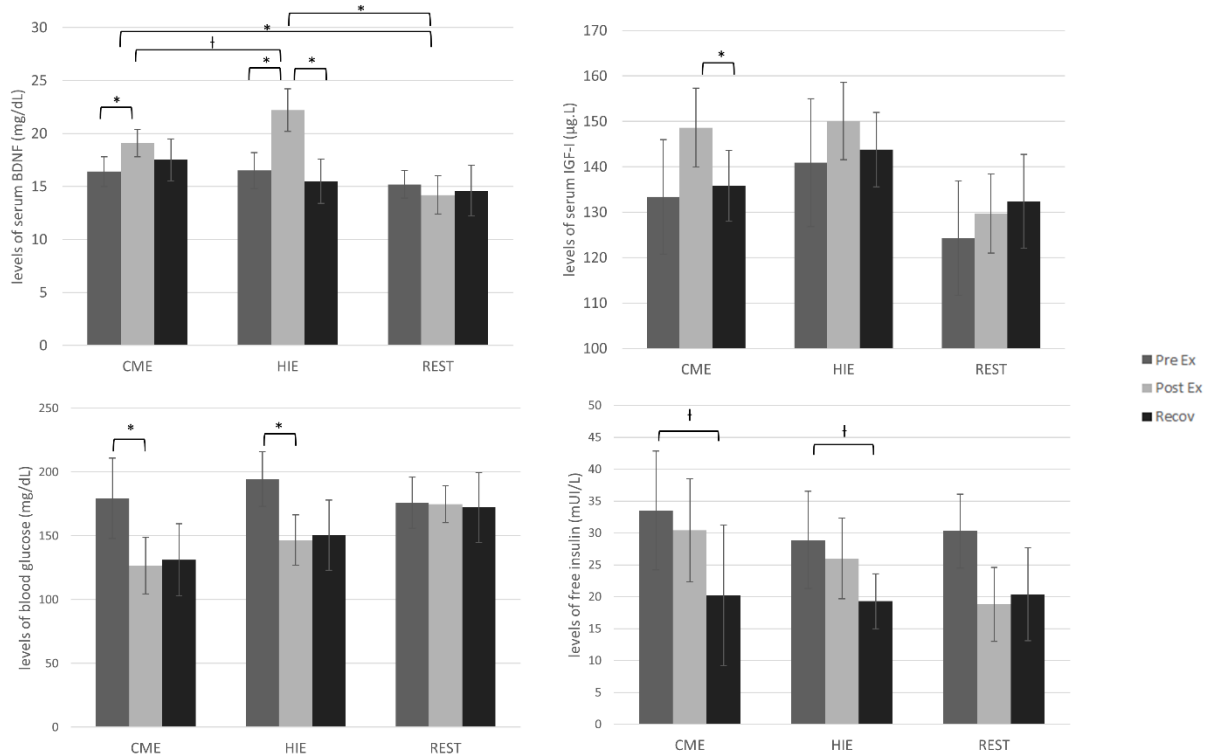 levels of serum BDNF (mg/dL)
30
25
20
15
10
5
0
*
*
ɫ
*
*
*
CME
HIE
REST
levels of serum IGF-I (µg.L)
170
160
150
140
130
120
110
100
*
CME
HIE
REST
Pre Ex
Post Ex
Recov
levels of blood glucose (mg/dL)
250
200
150
100
50
0
*
*
CME
HIE
REST
levels of free insulin (mUI/L)
50
45
40
35
30
25
20
15
10
5
0
ɫ
ɫ
CME
HIE
REST